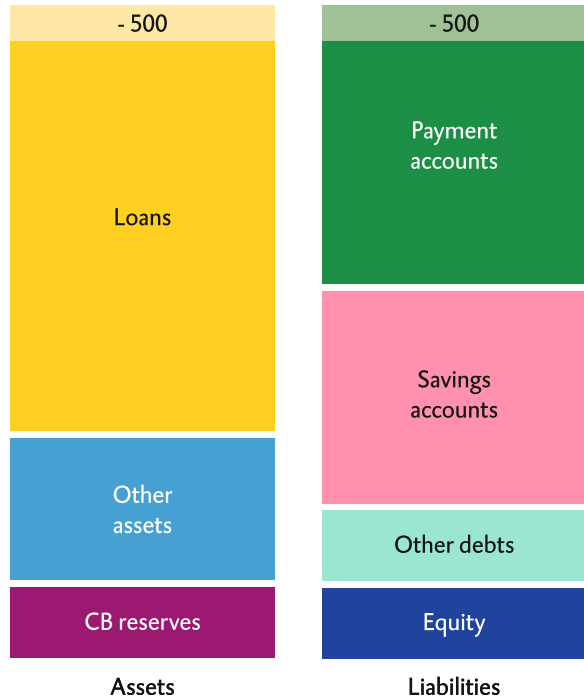 - 500
Loans
Other
assets
CB reserves
Assets
- 500
Payment
accounts
Savings
accounts
Other debts
Equity
Liabilities